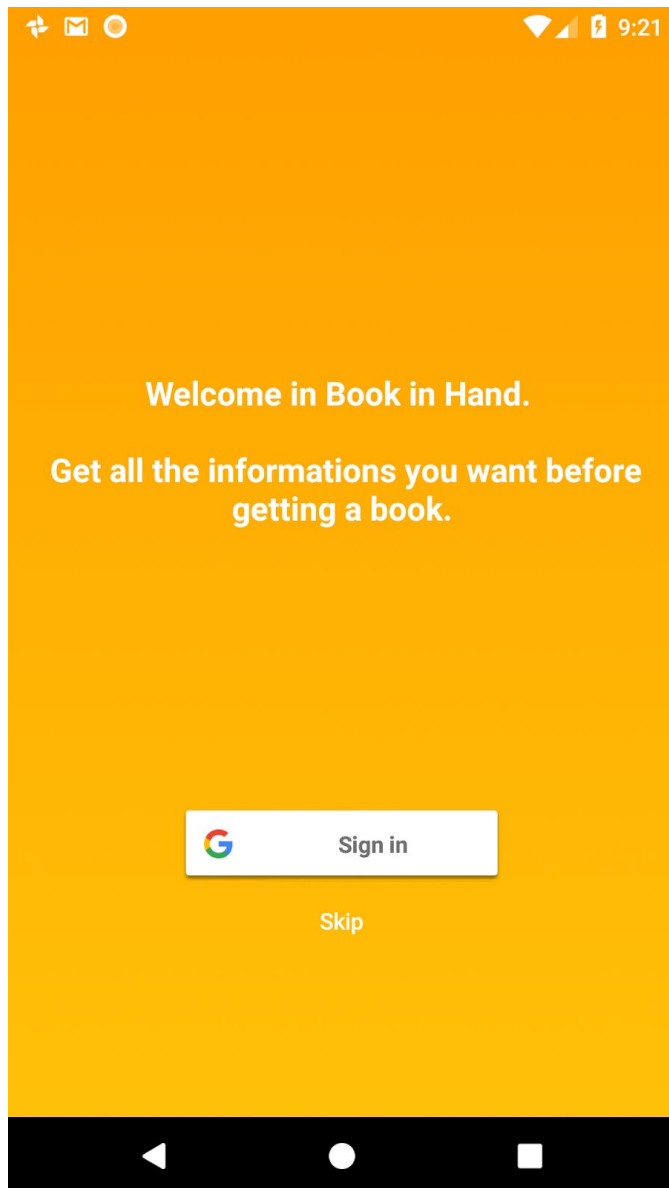 9:21
Welcome in Book in Hand.
Get all the informations you want before
getting a book.
Sign in
Skip